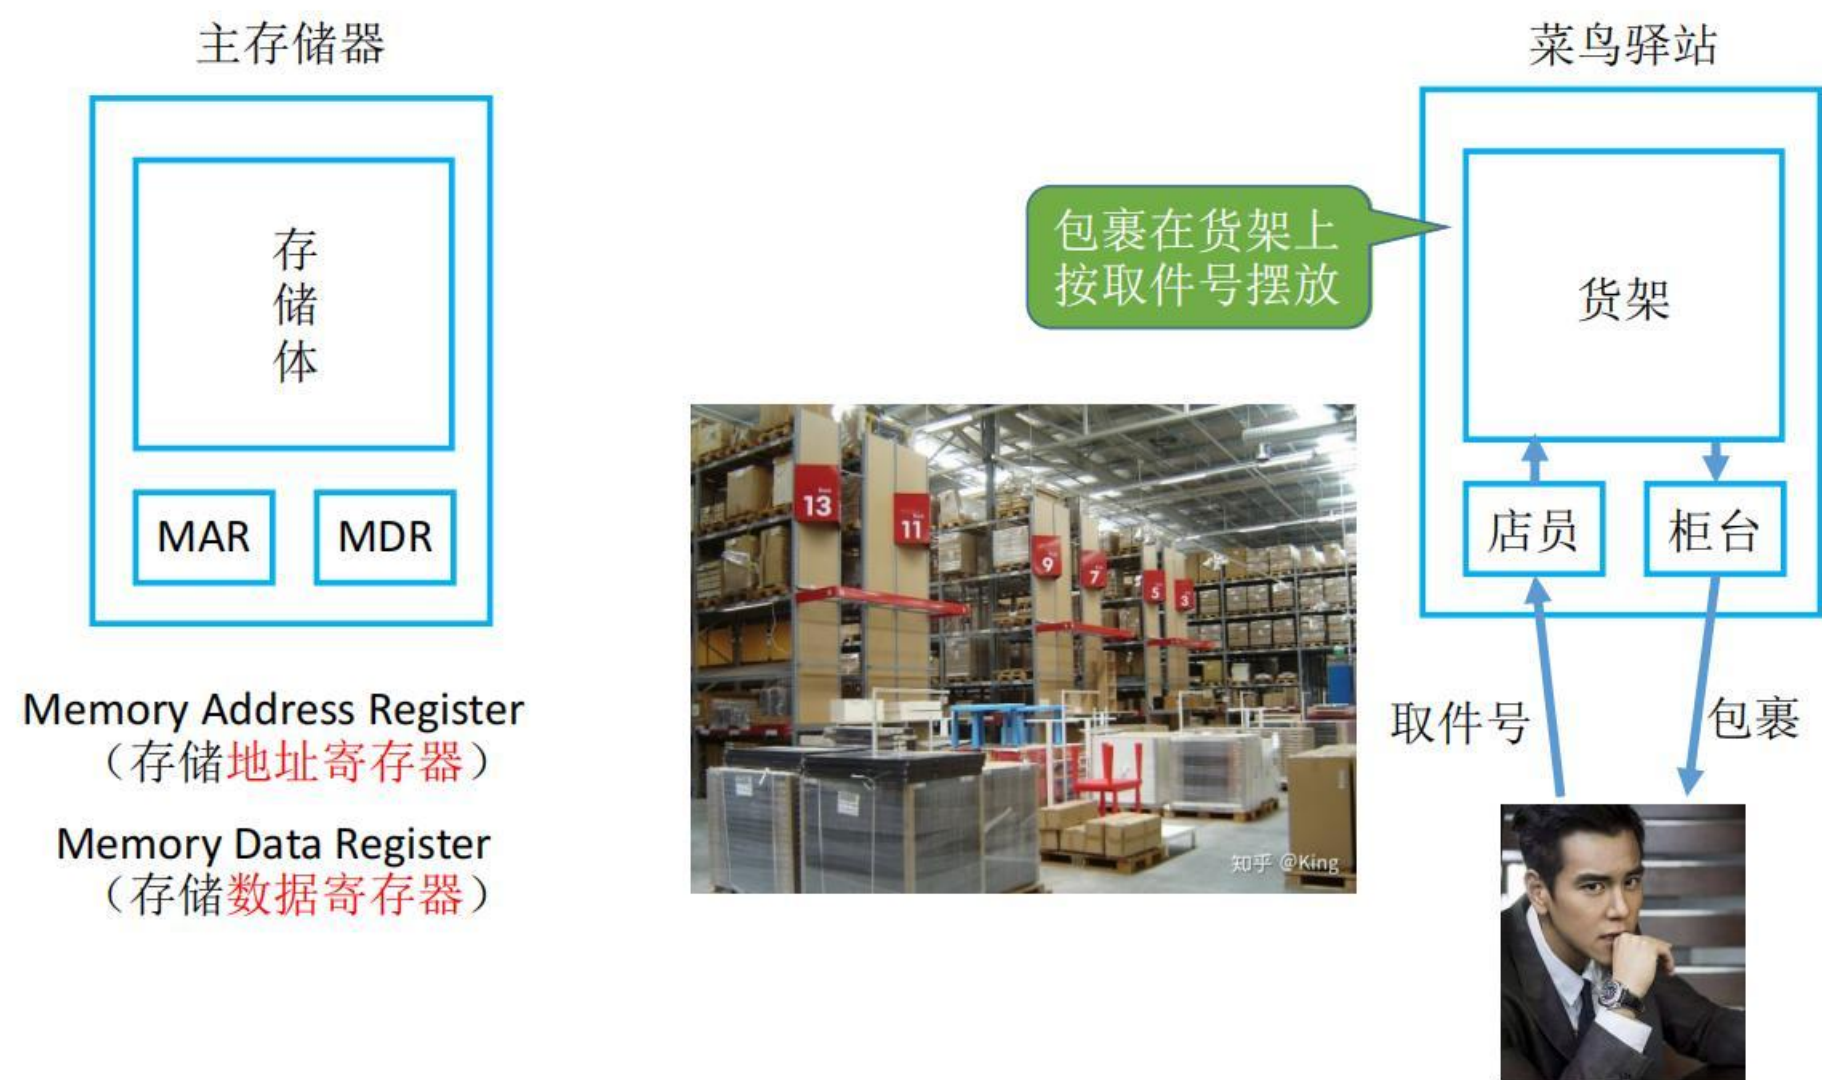 主存储器
存
储
体
MAR
MDR
Memory Address Register
（存储地址寄存器）
Memory Data Register
（存储数据寄存器）
13
11
9
7
5
3
知乎 @King
菜鸟驿站
包裹在货架上
按取件号摆放
货架
店员
柜台
取件号
包裹